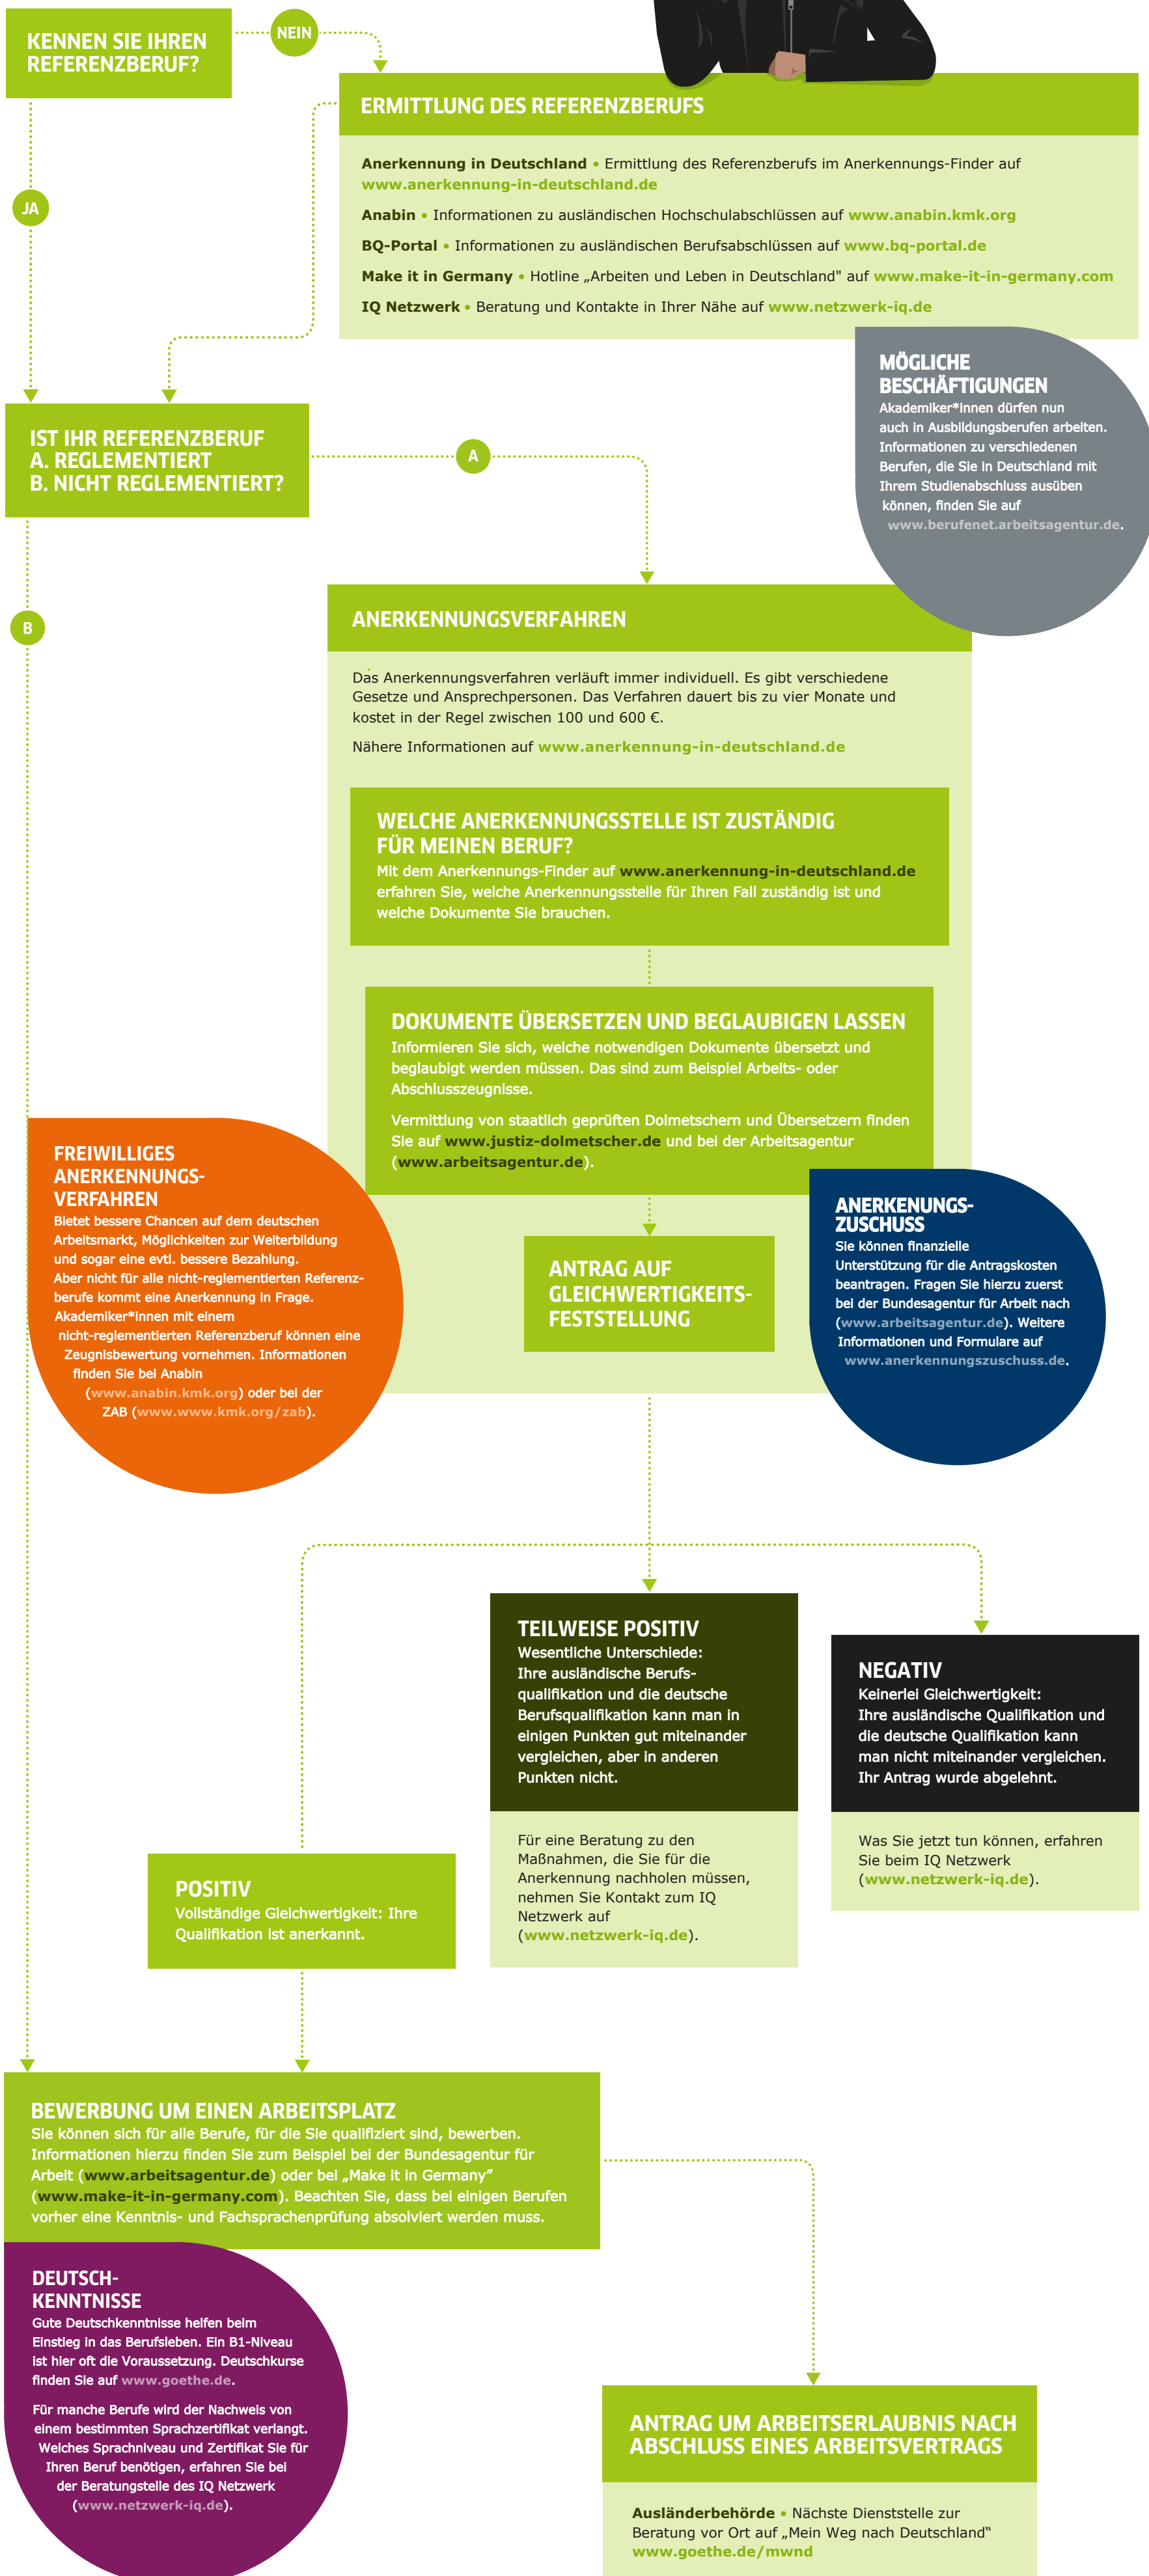 KENNEN SIE IHREN
REFERENZBERUF?
NEIN
JA
ERMITTLUNG DES REFERENZBERUFS
Anerkennung in Deutschland • Ermittlung des Referenzberufs im Anerkennungs-Finder auf
www.anerkennung-in-deutschland.de
Anabin • Informationen zu ausländischen Hochschulabschlüssen auf www.anabin.kmk.org
BQ-Portal • Informationen zu ausländischen Berufsabschlüssen auf www.bq-portal.de
Make it in Germany • Hotline „Arbeiten und Leben in Deutschland" auf www.make-it-in-germany.com
IQ Netzwerk • Beratung und Kontakte in Ihrer Nähe auf www.netzwerk-iq.de
MÖGLICHE
BESCHÄFTIGUNGEN
Akademiker*innen dürfen nun
auch in Ausbildungsberufen arbeiten.
Informationen zu verschiedenen
Berufen, die Sie in Deutschland mit
Ihrem Studienabschluss ausüben
können, finden Sie auf
www.berufenet.arbeitsagentur.de.
IST IHR REFERENZBERUF
A. REGLEMENTIERT
B. NICHT REGLEMENTIERT?
A
B
ANERKENNUNGSVERFAHREN
Das Anerkennungsverfahren verläuft immer individuell. Es gibt verschiedene
Gesetze und Ansprechpersonen. Das Verfahren dauert bis zu vier Monate und
kostet in der Regel zwischen 100 und 600 €.
Nähere Informationen auf www.anerkennung-in-deutschland.de
WELCHE ANERKENNUNGSSTELLE IST ZUSTÄNDIG
FÜR MEINEN BERUF?
Mit dem Anerkennungs-Finder auf www.anerkennung-in-deutschland.de
erfahren Sie, welche Anerkennungsstelle für Ihren Fall zuständig ist und
welche Dokumente Sie brauchen.
DOKUMENTE ÜBERSETZEN UND BEGLAUBIGEN LASSEN
Informieren Sie sich, welche notwendigen Dokumente übersetzt und
beglaubigt werden müssen. Das sind zum Beispiel Arbeits- oder
Abschlusszeugnisse.
Vermittlung von staatlich geprüften Dolmetschern und Übersetzern finden
Sie auf www.justiz-dolmetscher.de und bei der Arbeitsagentur
(www.arbeitsagentur.de).
FREIWILLIGES
ANERKENNUNGS-
VERFAHREN
Bietet bessere Chancen auf dem deutschen
Arbeitsmarkt, Möglichkeiten zur Weiterbildung
und sogar eine evtl. bessere Bezahlung.
Aber nicht für alle nicht-reglementierten Referenz-
berufe kommt eine Anerkennung in Frage.
Akademiker*innen mit einem
nicht-reglementierten Referenzberuf können eine
Zeugnisbewertung vornehmen. Informationen
finden Sie bei Anabin
(www.anabin.kmk.org) oder bei der
ZAB (www.www.kmk.org/zab).
ANTRAG AUF
GLEICHWERTIGKEITS-
FESTSTELLUNG
ANERKENUNGS-
ZUSCHUSS
Sie können finanzielle
Unterstützung für die Antragskosten
beantragen. Fragen Sie hierzu zuerst
bei der Bundesagentur für Arbeit nach
(www.arbeitsagentur.de). Weitere
Informationen und Formulare auf
www.anerkennungszuschuss.de.
TEILWEISE POSITIV
Wesentliche Unterschiede:
Ihre ausländische Berufs-
qualifikation und die deutsche
Berufsqualifikation kann man in
einigen Punkten gut miteinander
vergleichen, aber in anderen
Punkten nicht.
Für eine Beratung zu den
Maßnahmen, die Sie für die
Anerkennung nachholen müssen,
nehmen Sie Kontakt zum IQ
Netzwerk auf
(www.netzwerk-iq.de).
NEGATIV
Keinerlei Gleichwertigkeit:
Ihre ausländische Qualifikation und
die deutsche Qualifikation kann
man nicht miteinander vergleichen.
Ihr Antrag wurde abgelehnt.
Was Sie jetzt tun können, erfahren
Sie beim IQ Netzwerk
(www.netzwerk-iq.de).
POSITIV
Vollständige Gleichwertigkeit: Ihre
Qualifikation ist anerkannt.
BEWERBUNG UM EINEN ARBEITSPLATZ
Sie können sich für alle Berufe, für die Sie qualifiziert sind, bewerben.
Informationen hierzu finden Sie zum Beispiel bei der Bundesagentur für
Arbeit (www.arbeitsagentur.de) oder bei „Make it in Germany“
(www.make-it-in-germany.com). Beachten Sie, dass bei einigen Berufen
vorher eine Kenntnis- und Fachsprachenprüfung absolviert werden muss.
DEUTSCH-
KENNTNISSE
Gute Deutschkenntnisse helfen beim
Einstieg in das Berufsleben. Ein B1-Niveau
ist hier oft die Voraussetzung. Deutschkurse
finden Sie auf www.goethe.de.
Für manche Berufe wird der Nachweis von
einem bestimmten Sprachzertifikat verlangt.
Welches Sprachniveau und Zertifikat Sie für
Ihren Beruf benötigen, erfahren Sie bei
der Beratungstelle des IQ Netzwerk
(www.netzwerk-iq.de).
ANTRAG UM ARBEITSERLAUBNIS NACH
ABSCHLUSS EINES ARBEITSVERTRAGS
Ausländerbehörde • Nächste Dienststelle zur
Beratung vor Ort auf „Mein Weg nach Deutschland“
www.goethe.de/mwnd